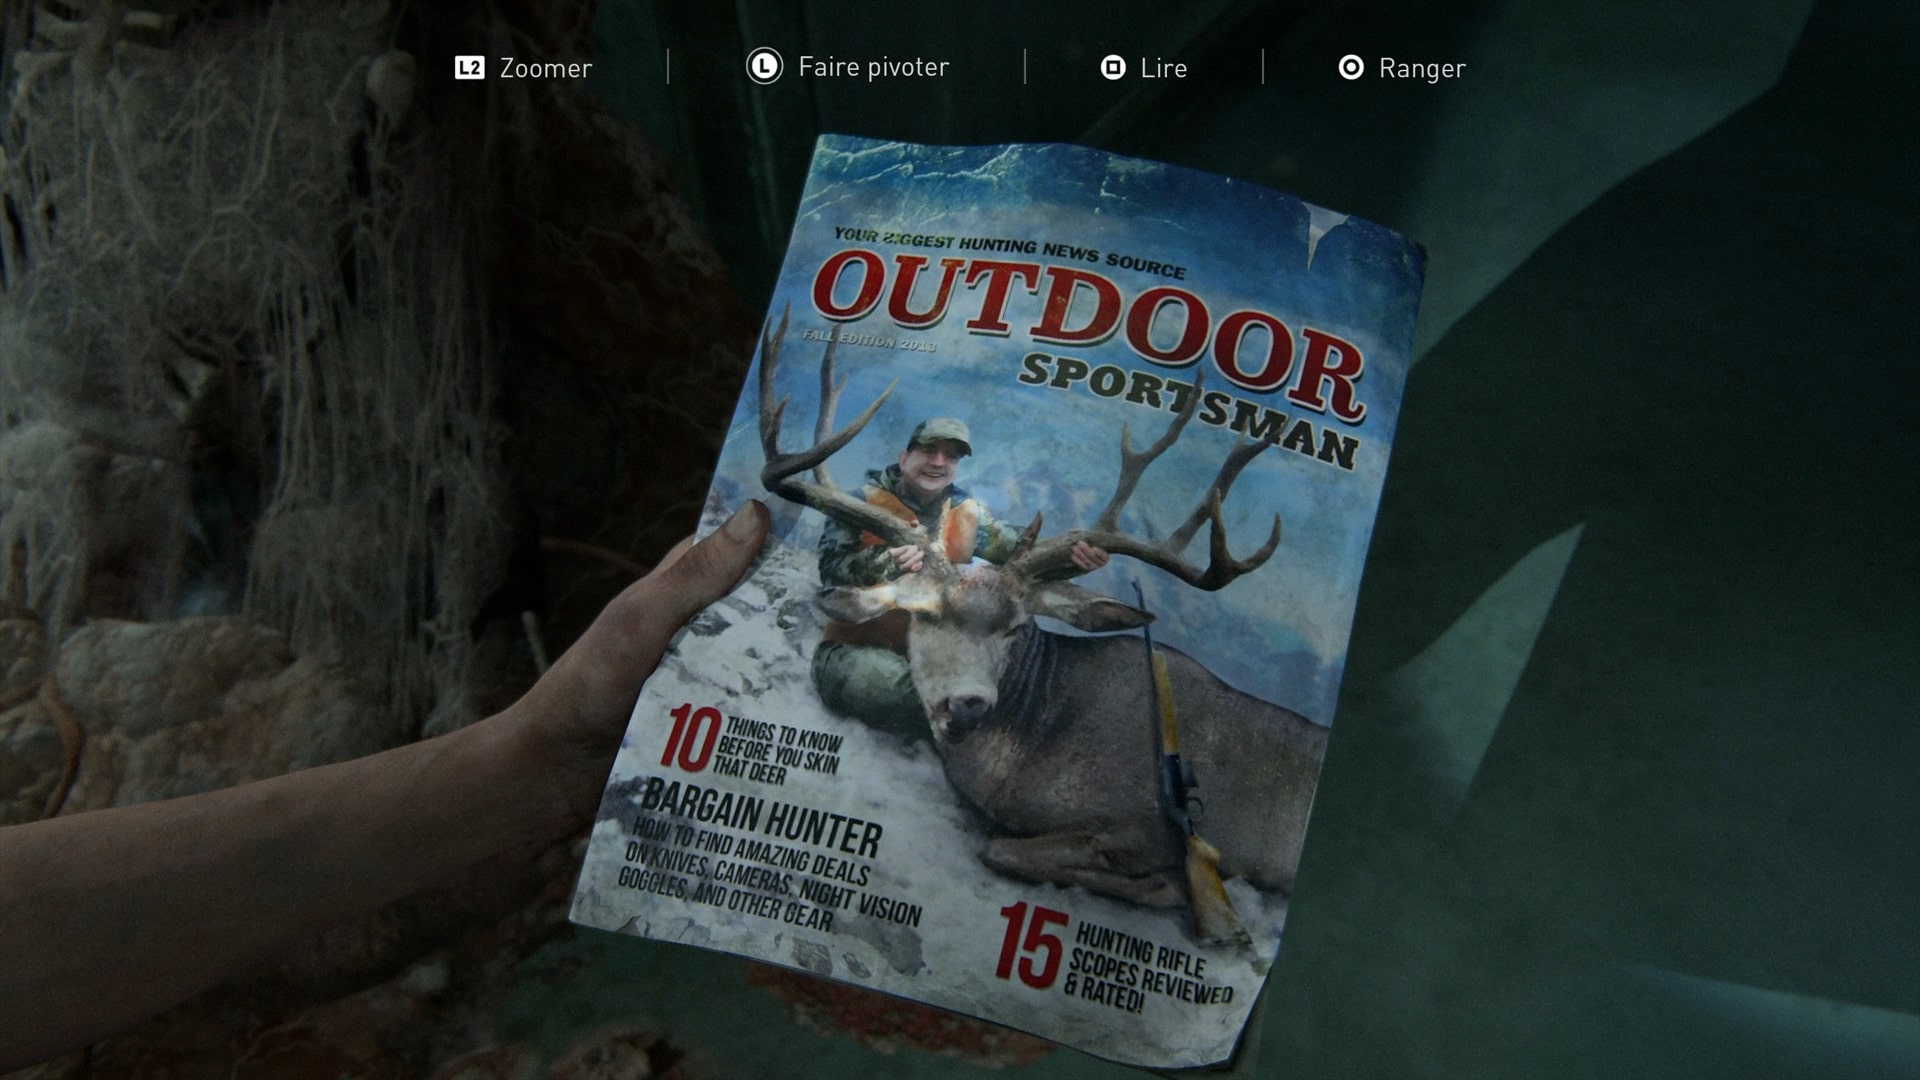 L2 Zoomer
L Faire pivoter
Lire
Ranger
YOUR BIGGEST HUNTING NEWS SOURCE
OUTDOOR
FALL EDITION 2013
SPORTSMAN
10 THINGS TO KNOW
BEFORE YOU SKIN
THAT DEER
BARGAIN HUNTER
HOW TO FIND AMAZING DEALS
ON KNIVES, CAMERAS, NIGHT VISION
GOGGLES, AND OTHER GEAR
15 HUNTING RIFLE
SCOPES REVIEWED
& RATED!